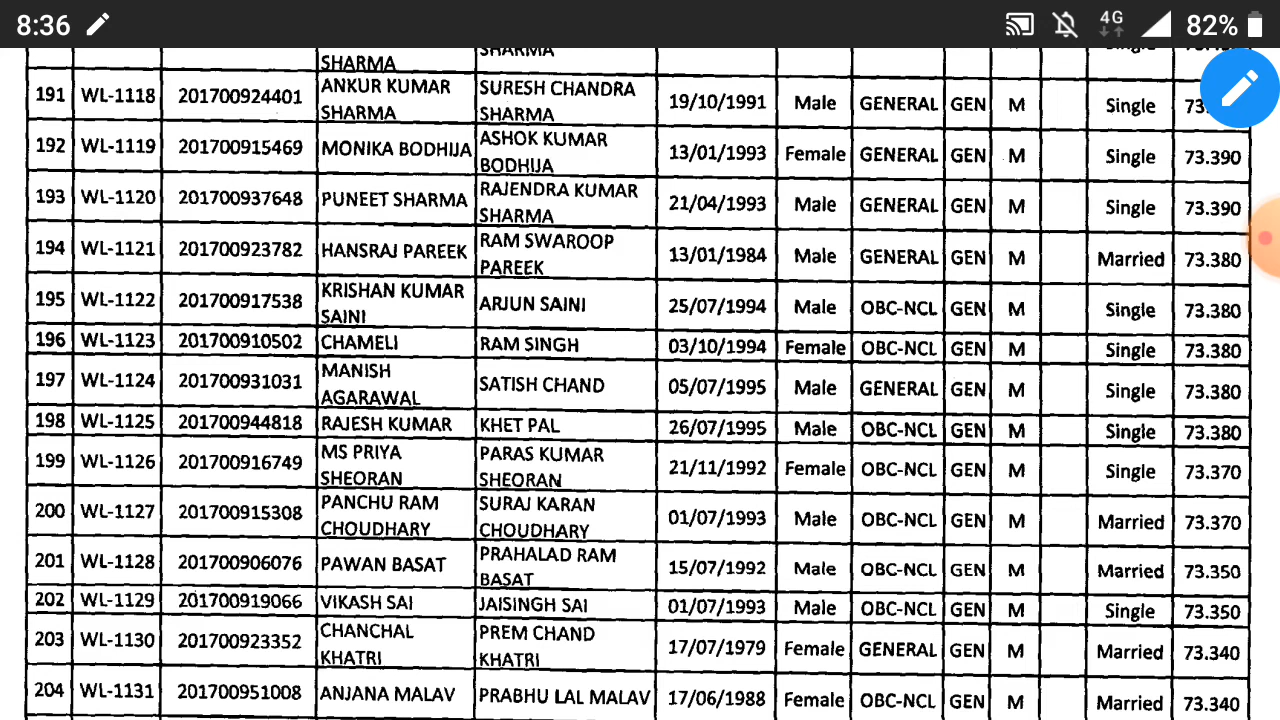 8:36 4G 82%
SHARMA SHARMA Single
191 WL-1118 201700924401 ANKUR KUMAR SHARMA SURESH CHANDRA SHARMA 19/10/1991 Male GENERAL GEN M Single 73.
192 WL-1119 201700915469 MONIKA BODHIJA ASHOK KUMAR BODHIJA 13/01/1993 Female GENERAL GEN M Single 73.390
193 WL-1120 201700937648 PUNEET SHARMA RAJENDRA KUMAR SHARMA 21/04/1993 Male GENERAL GEN M Single 73.390
194 WL-1121 201700923782 HANSRAJ PAREEK RAM SWAROOP PAREEK 13/01/1984 Male GENERAL GEN M Married 73.380
195 WL-1122 201700917538 KRISHAN KUMAR SAINI ARJUN SAINI 25/07/1994 Male OBC-NCL GEN M Single 73.380
196 WL-1123 201700910502 CHAMELI RAM SINGH 03/10/1994 Female OBC-NCL GEN M Single 73.380
197 WL-1124 201700931031 MANISH AGARAWAL SATISH CHAND 05/07/1995 Male GENERAL GEN M Single 73.380
198 WL-1125 201700944818 RAJESH KUMAR KHET PAL 26/07/1995 Male OBC-NCL GEN M Single 73.380
199 WL-1126 201700916749 MS PRIYA SHEORAN PARAS KUMAR SHEORAN 21/11/1992 Female OBC-NCL GEN M Single 73.370
200 WL-1127 201700915308 PANCHU RAM CHOUDHARY SURAJ KARAN CHOUDHARY 01/07/1993 Male OBC-NCL GEN M Married 73.370
201 WL-1128 201700906076 PAWAN BASAT PRAHALAD RAM BASAT 15/07/1992 Male OBC-NCL GEN M Married 73.350
202 WL-1129 201700919066 VIKASH SAI JAISINGH SAI 01/07/1993 Male OBC-NCL GEN M Single 73.350
203 WL-1130 201700923352 CHANCHAL KHATRI PREM CHAND KHATRI 17/07/1979 Female GENERAL GEN M Married 73.340
204 WL-1131 201700951008 ANJANA MALAV PRABHU LAL MALAV 17/06/1988 Female OBC-NCL GEN M Married 73.340